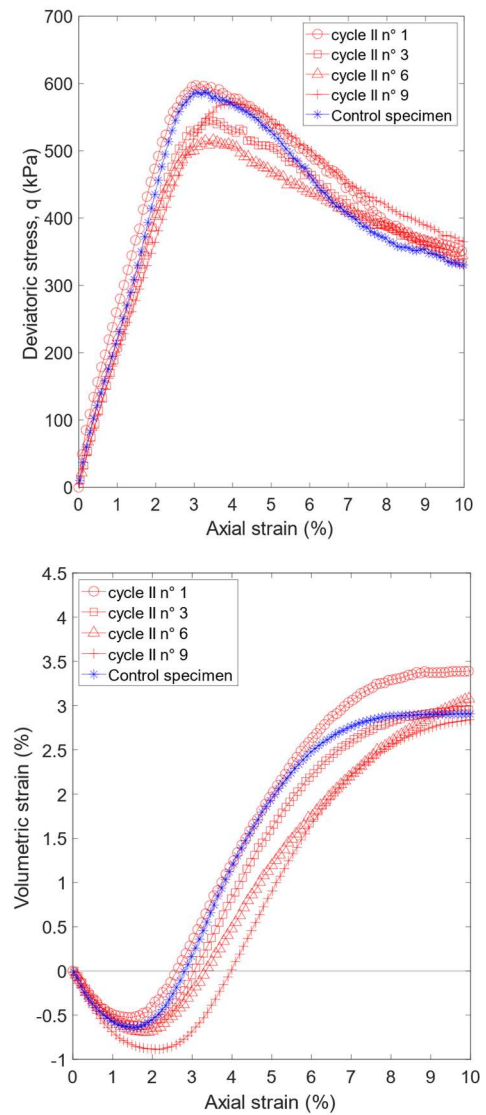 700
600
500
400
300
200
100
0
Deviatoric stress, q (kPa)
cycle II n° 1
cycle II n° 3
cycle II n° 6
cycle II n° 9
Control specimen
0 1 2 3 4 5 6 7 8 9 10
Axial strain (%)
4.5
4
3.5
3
2.5
2
1.5
1
0.5
0
-0.5
-1
Volumetric strain (%)
cycle II n° 1
cycle II n° 3
cycle II n° 6
cycle II n° 9
Control specimen
0 1 2 3 4 5 6 7 8 9 10
Axial strain (%)